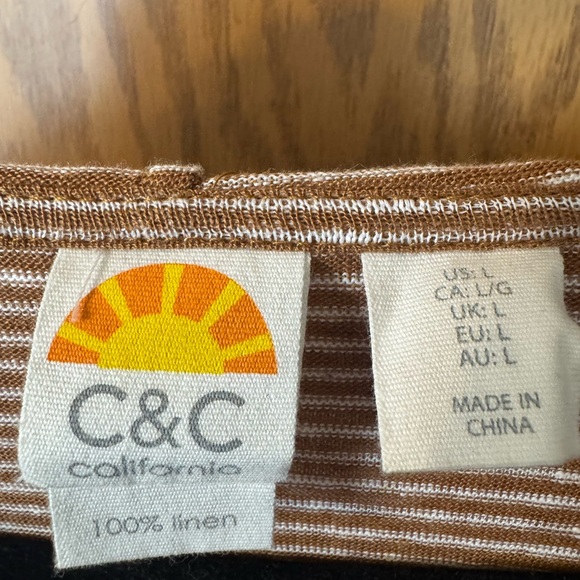 C&C
california
100% linen
US: L
CA: L/G
UK: L
EU: L
AU: L
MADE IN
CHINA